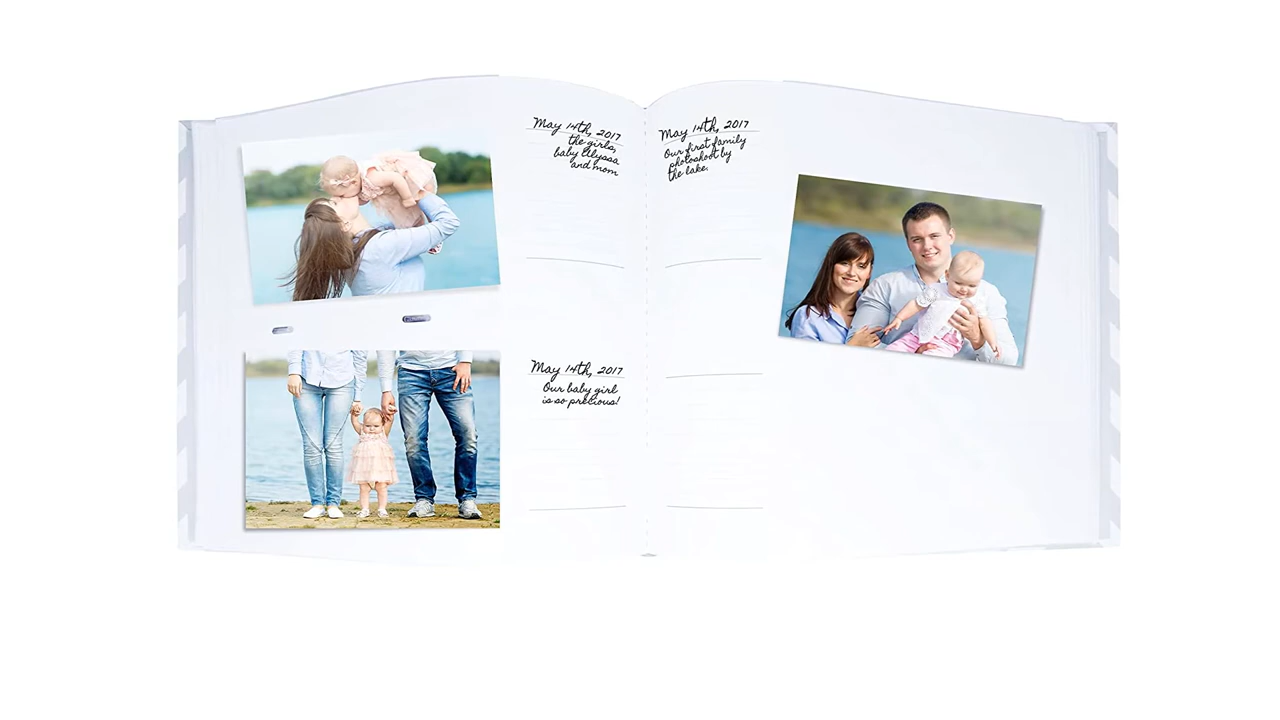 May 14th, 2017
the girls,
baby Ellyssa
and mom
May 14th, 2017
Our baby girl
is so precious!
May 14th, 2017
Our first family
photoshoot by
the lake.